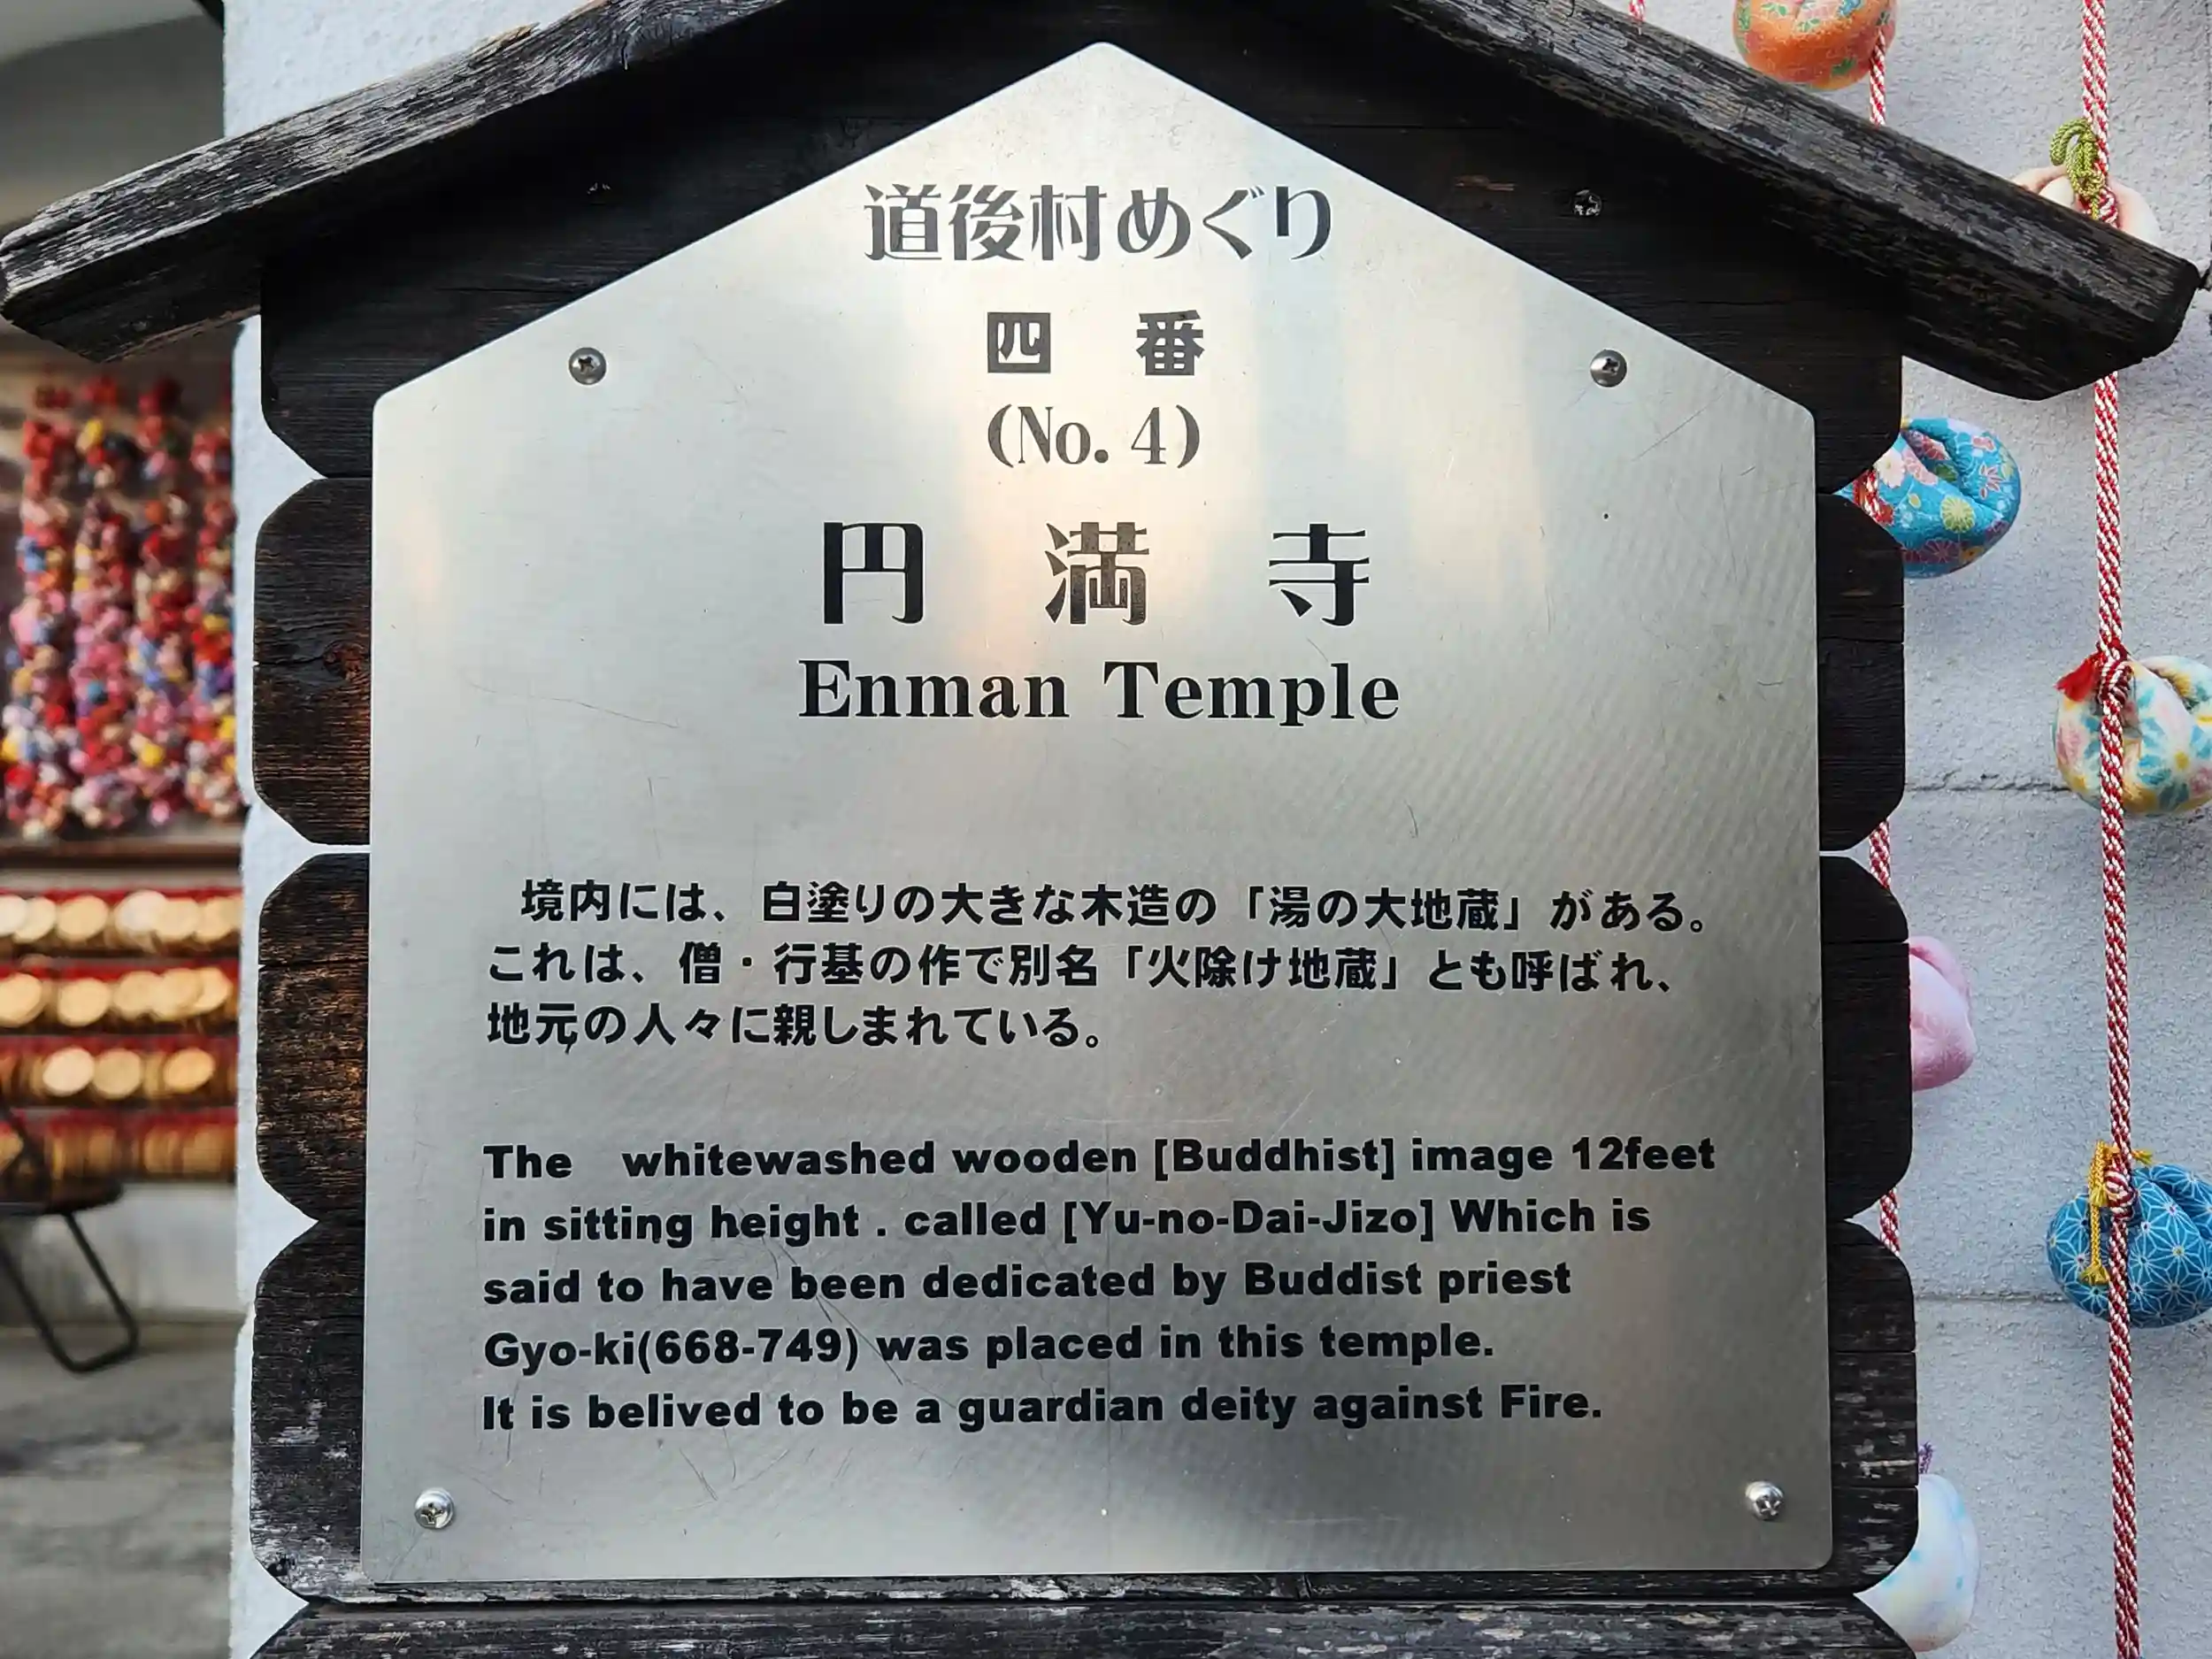 道後村めぐり
四 番
(No. 4)
円 満 寺
Enman Temple
境内には、白塗りの大きな木造の「湯の大地蔵」がある。
これは、僧・行基の作で別名「火除け地蔵」とも呼ばれ、
地元の人々に親しまれている。
The whitewashed wooden [Buddhist] image 12feet
in sitting height . called [Yu-no-Dai-Jizo] Which is
said to have been dedicated by Buddist priest
Gyo-ki(668-749) was placed in this temple.
It is belived to be a guardian deity against Fire.